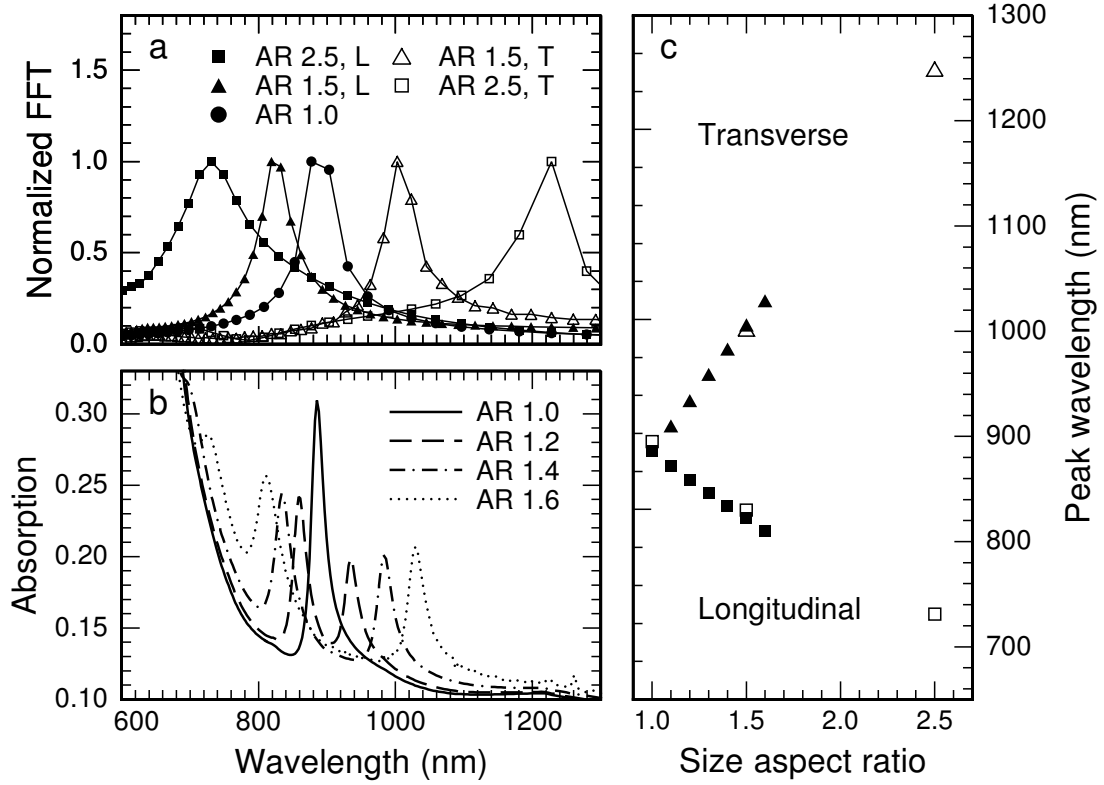 a
AR 2.5, L
AR 1.5, T
AR 1.5, L
AR 2.5, T
AR 1.0
Normalized FFT
1.5
1.0
0.5
0.0
b
AR 1.0
AR 1.2
AR 1.4
AR 1.6
Absorption
0.30
0.25
0.20
0.15
0.10
600 800 1000 1200
Wavelength (nm)
c
Transverse
Longitudinal
1300
1200
1100
1000
900
800
700
Peak wavelength (nm)
1.0 1.5 2.0 2.5
Size aspect ratio